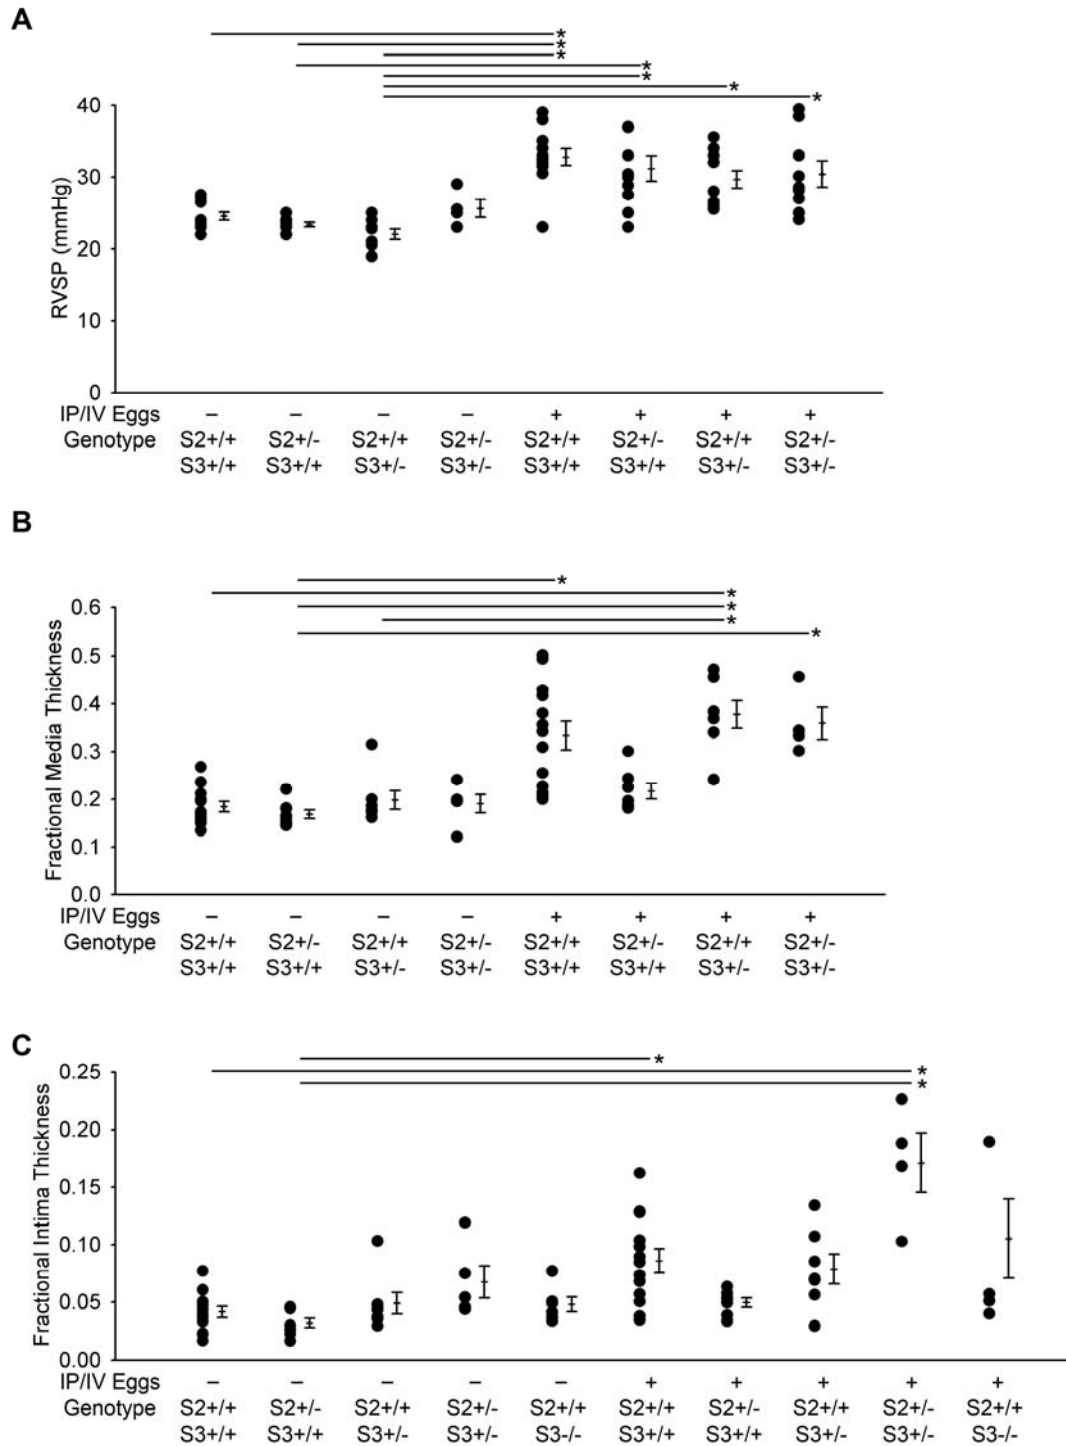 A
* 
*
*
*
*
*
*
40
30
20
10
0
RVSP (mmHg)
IP/IV Eggs – – – – + + + +
Genotype S2+/+ S2+/- S2+/+ S2+/- S2+/+ S2+/- S2+/+ S2+/-
S3+/+ S3+/+ S3+/- S3+/- S3+/+ S3+/+ S3+/- S3+/-
B
*
*
*
*
*
0.6
0.5
0.4
0.3
0.2
0.1
0.0
Fractional Media Thickness
IP/IV Eggs – – – – + + + +
Genotype S2+/+ S2+/- S2+/+ S2+/- S2+/+ S2+/- S2+/+ S2+/-
S3+/+ S3+/+ S3+/- S3+/- S3+/+ S3+/+ S3+/- S3+/-
C
*
*
*
0.25
0.20
0.15
0.10
0.05
0.00
Fractional Intima Thickness
IP/IV Eggs – – – – – + + + + +
Genotype S2+/+ S2+/- S2+/+ S2+/- S2+/+ S2+/+ S2+/- S2+/+ S2+/- S2+/+
S3+/+ S3+/+ S3+/- S3+/- S3-/- S3+/+ S3+/+ S3+/- S3+/- S3-/-